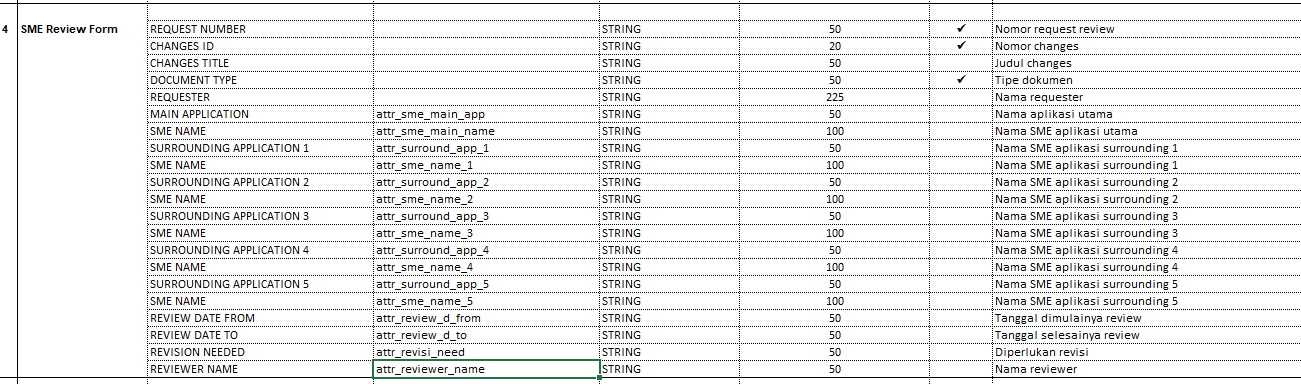 4 SME Review Form REQUEST NUMBER STRING 50 ✓ Nomor request review
CHANGES ID STRING 20 ✓ Nomor changes
CHANGES TITLE STRING 50 Judul changes
DOCUMENT TYPE STRING 50 ✓ Tipe dokumen
REQUESTER STRING 225 Nama requester
MAIN APPLICATION attr_sme_main_app STRING 50 Nama aplikasi utama
SME NAME attr_sme_main_name STRING 100 Nama SME aplikasi utama
SURROUNDING APPLICATION 1 attr_surround_app_1 STRING 50 Nama SME aplikasi surrounding 1
SME NAME attr_sme_name_1 STRING 100 Nama SME aplikasi surrounding 1
SURROUNDING APPLICATION 2 attr_surround_app_2 STRING 50 Nama SME aplikasi surrounding 2
SME NAME attr_sme_name_2 STRING 100 Nama SME aplikasi surrounding 2
SURROUNDING APPLICATION 3 attr_surround_app_3 STRING 50 Nama SME aplikasi surrounding 3
SME NAME attr_sme_name_3 STRING 100 Nama SME aplikasi surrounding 3
SURROUNDING APPLICATION 4 attr_surround_app_4 STRING 50 Nama SME aplikasi surrounding 4
SME NAME attr_sme_name_4 STRING 100 Nama SME aplikasi surrounding 4
SURROUNDING APPLICATION 5 attr_surround_app_5 STRING 50 Nama SME aplikasi surrounding 5
SME NAME attr_sme_name_5 STRING 100 Nama SME aplikasi surrounding 5
REVIEW DATE FROM attr_review_d_from STRING 50 Tanggal dimulainya review
REVIEW DATE TO attr_review_d_to STRING 50 Tanggal selesainya review
REVISION NEEDED attr_revisi_need STRING 50 Diperlukan revisi
REVIEWER NAME attr_reviewer_name STRING 50 Nama reviewer